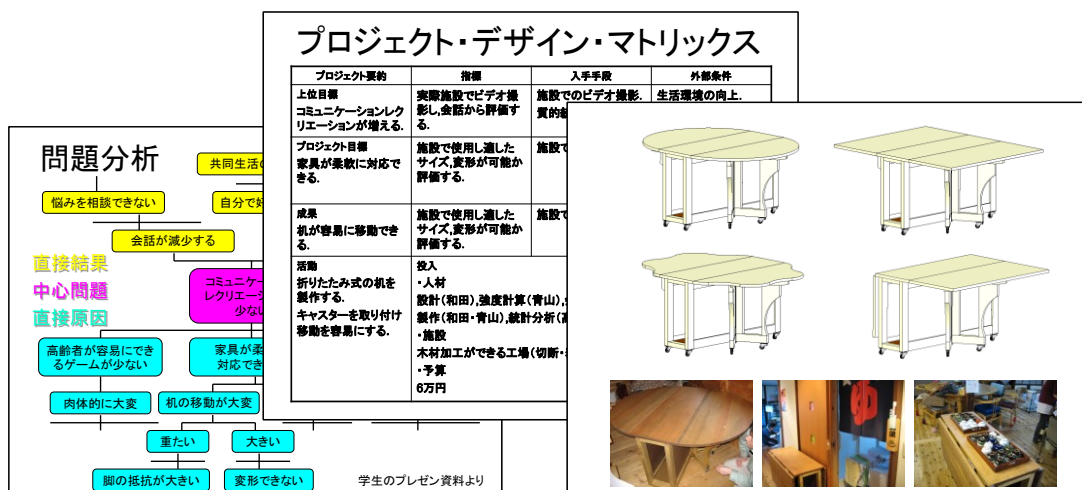 プロジェクト・デザイン・マトリックス
プロジェクト要約
指標
入手手段
外部条件
上位目標
コミュニケーションレク
リエーションが増える.
実際施設でビデオ撮
影し,会話から評価す
る.
施設でのビデオ撮影.
生活環境の向上.
プロジェクト目標
家具が柔軟に対応で
きる.
施設で使用し適した
サイズ,変形が可能か
評価する.
施設で
成果
机が容易に移動でき
る.
施設で使用し適した
サイズ,変形が可能か
評価する.
施設で
活動
折りたたみ式の机を
製作する.
キャスターを取り付け
移動を容易にする.
投入
・人材
設計(和田),強度計算(青山),
製作(和田・青山),統計分析
・施設
木材加工ができる工場(切断・
・予算
6万円
問題分析
共同生活の
悩みを相談できない
自分で好
会話が減少する
直接結果
中心問題
直接原因
コミュニケー
レクリエーシ
少ない
高齢者が容易にでき
るゲームが少ない
家具が柔
対応でき
肉体的に大変
机の移動が大変
重たい
大きい
脚の抵抗が大きい
変形できない
学生のプレゼン資料より